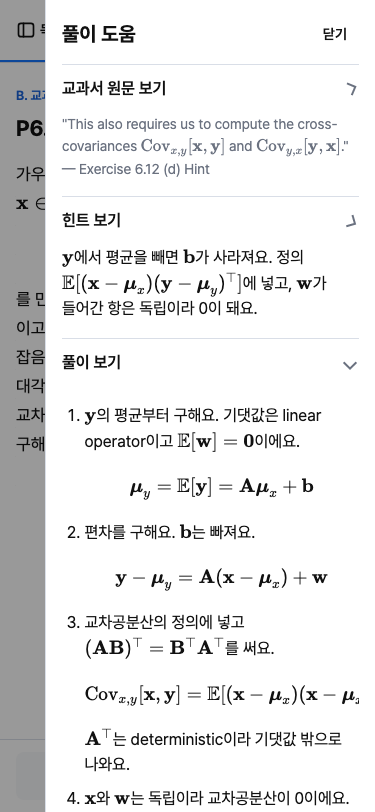 풀이 도움
닫기
교과서 원문 보기
"This also requires us to compute the cross-
covariances Cov_{x,y}[𝐱, 𝐲] and Cov_{y,x}[𝐲, 𝐱]."
— Exercise 6.12 (d) Hint
힌트 보기
𝐲에서 평균을 빼면 𝐛가 사라져요. 정의
𝔼[(𝐱 − 𝝁_x)(𝐲 − 𝝁_y)^⊤]에 넣고, 𝐰가
들어간 항은 독립이라 0이 돼요.
풀이 보기
1. 𝐲의 평균부터 구해요. 기댓값은 linear
operator이고 𝔼[𝐰] = 𝟎이에요.
𝝁_y = 𝔼[𝐲] = 𝐀𝝁_x + 𝐛
2. 편차를 구해요. 𝐛는 빠져요.
𝐲 − 𝝁_y = 𝐀(𝐱 − 𝝁_x) + 𝐰
3. 교차공분산의 정의에 넣고
(𝐀𝐁)^⊤ = 𝐁^⊤𝐀^⊤를 써요.
Cov_{x,y}[𝐱, 𝐲] = 𝔼[(𝐱 − 𝝁_x)(𝐱 − 𝝁_x
𝐀^⊤는 deterministic이라 기댓값 밖으로
나와요.
4. 𝐱와 𝐰는 독립이라 교차공분산이 0이에요.
B. 교
P6.
가우
𝐱 ∈
를 만
이고
잡음
대각
교차
구해